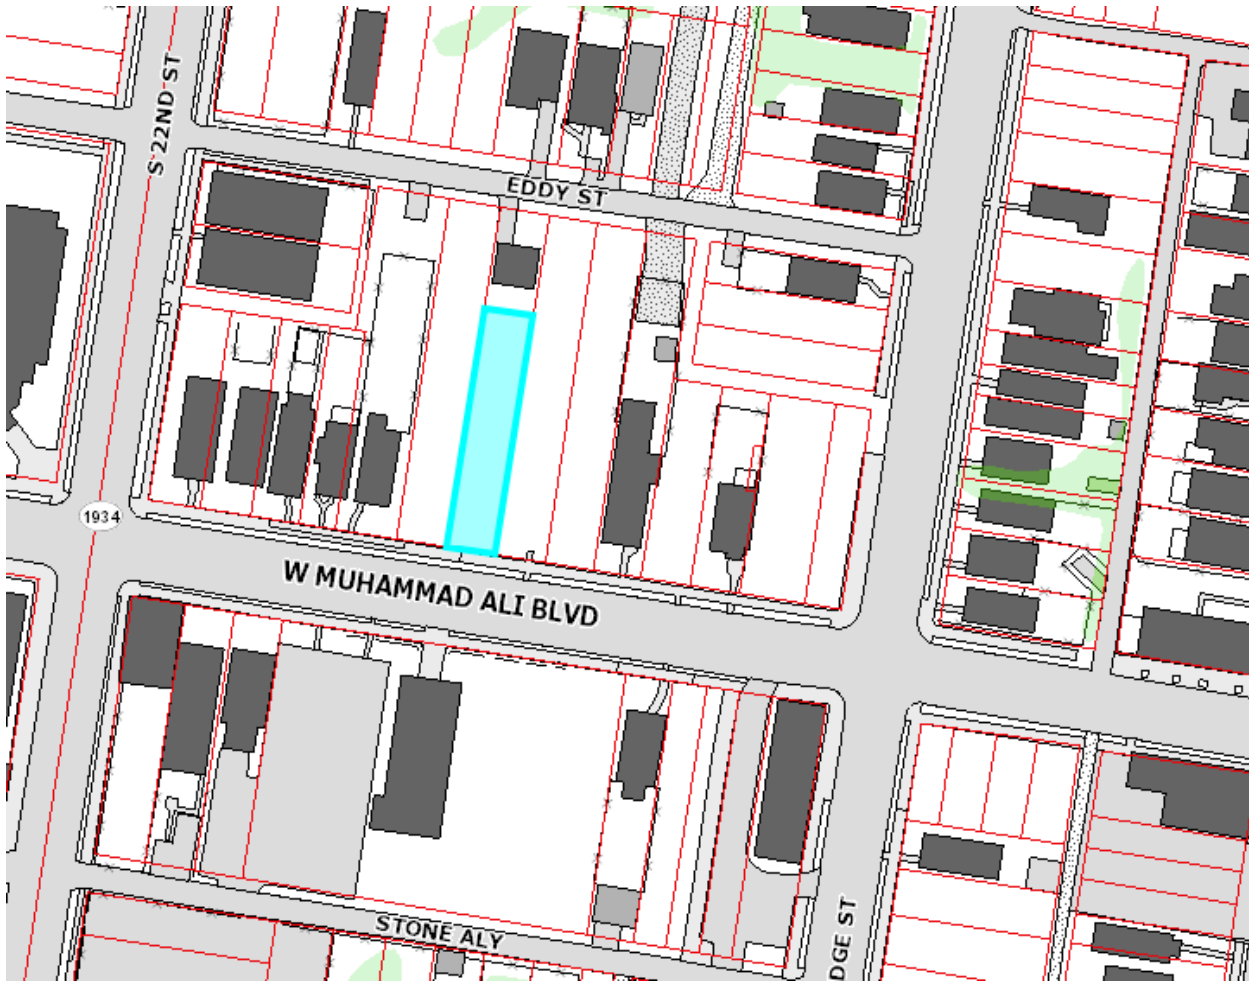 S 22ND ST
EDDY ST
1934
W MUHAMMAD ALI BLVD
STONE ALY
DGE ST